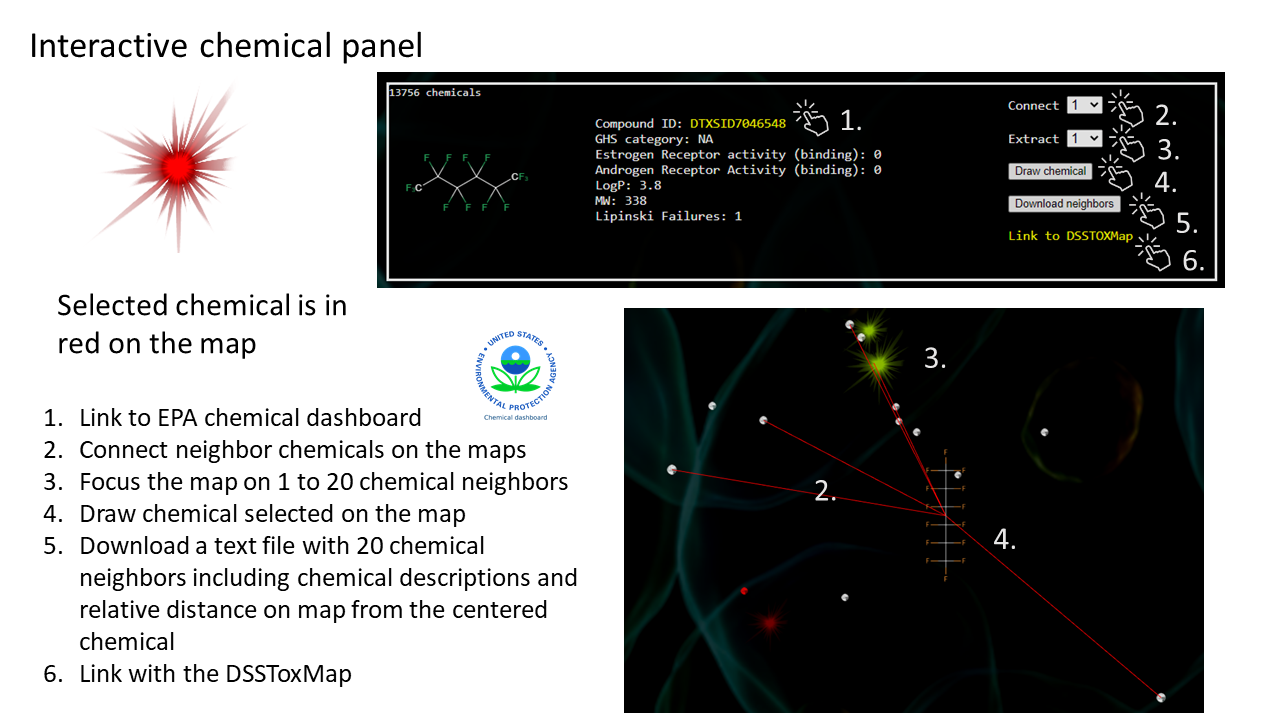 Interactive chemical panel
13756 chemicals
Compound ID: DTXSID7046548
GHS category: NA
Estrogen Receptor activity (binding): 0
Androgen Receptor Activity (binding): 0
LogP: 3.8
MW: 338
Lipinski Failures: 1
F F F F
F₃C CF₃
F F F F
1.
Connect 1
2.
Extract 1
3.
Draw chemical
4.
Download neighbors
5.
Link to DSSTOXMap
6.
Selected chemical is in
red on the map
UNITED STATES
ENVIRONMENTAL PROTECTION AGENCY
Chemical dashboard
1. Link to EPA chemical dashboard
2. Connect neighbor chemicals on the maps
3. Focus the map on 1 to 20 chemical neighbors
4. Draw chemical selected on the map
5. Download a text file with 20 chemical
neighbors including chemical descriptions and
relative distance on map from the centered
chemical
6. Link with the DSSToxMap
3.
F
F F
F F
F F
F F
F F
F F
F
2.
4.